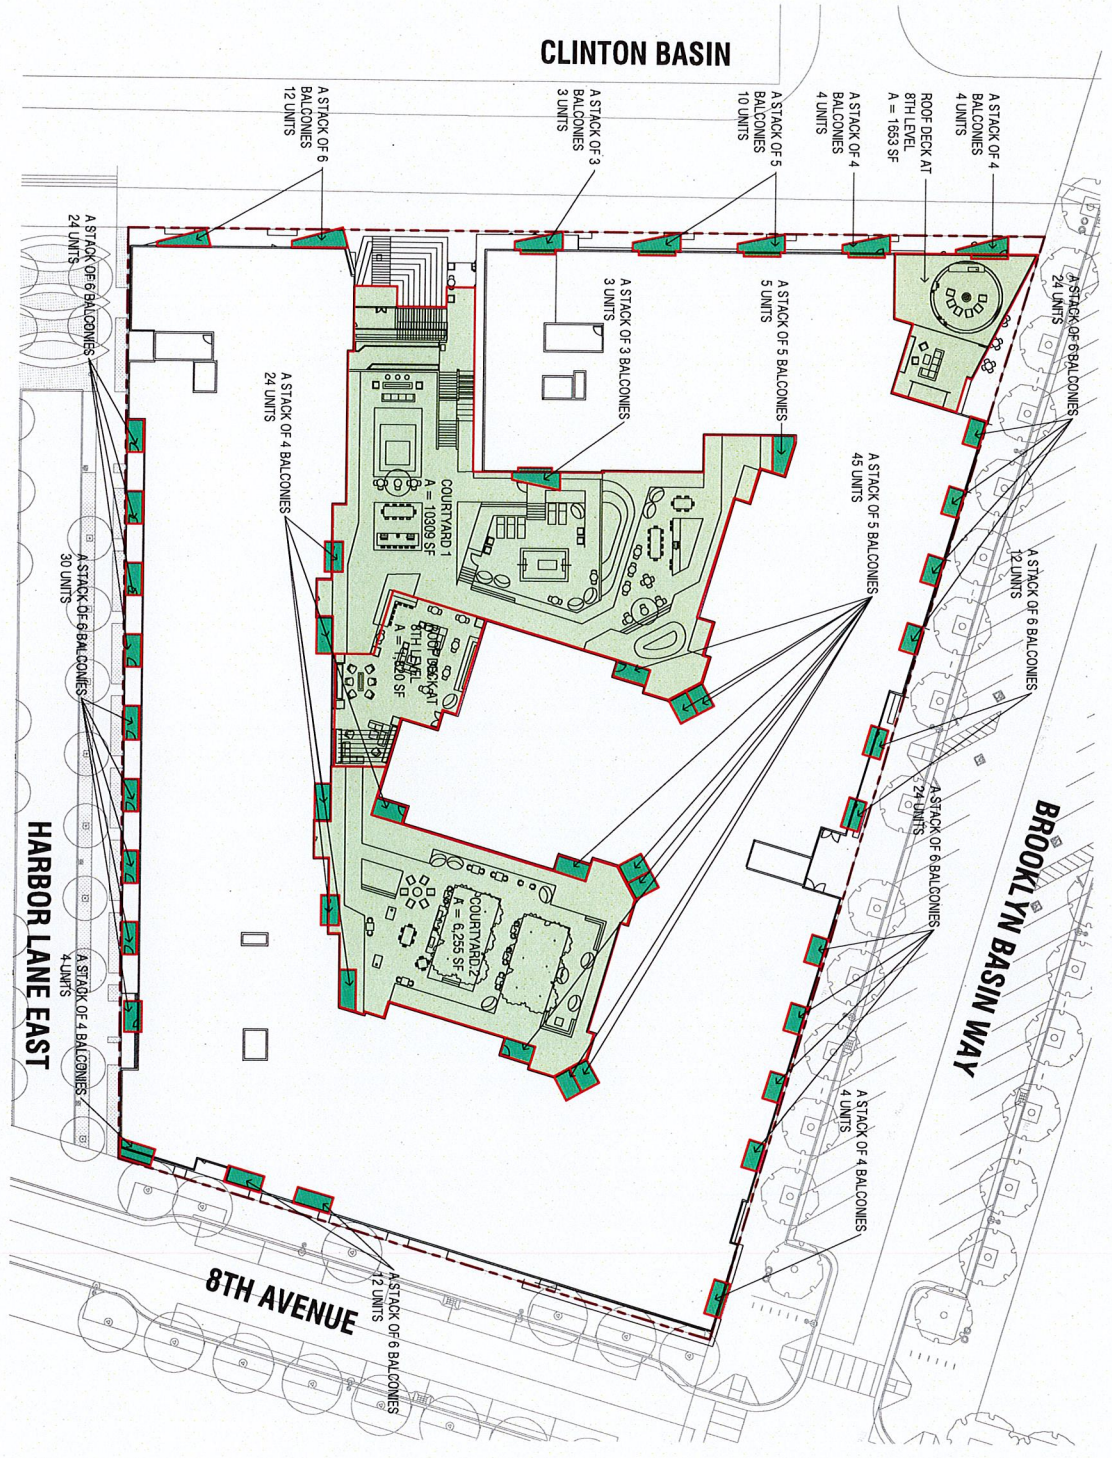 CLINTON BASIN
A STACK OF 6
BALCONIES
12 UNITS
A STACK OF 3
BALCONIES
3 UNITS
A STACK OF 5
BALCONIES
10 UNITS
A STACK OF 4
BALCONIES
4 UNITS
ROOF DECK AT
8TH LEVEL
A = 1653 SF
A STACK OF 4
BALCONIES
4 UNITS
A STACK OF 6 BALCONIES
24 UNITS
A STACK OF 3 BALCONIES
3 UNITS
A STACK OF 5 BALCONIES
5 UNITS
A STACK OF 6 BALCONIES
24 UNITS
A STACK OF 4 BALCONIES
24 UNITS
COURTYARD 1
A = 10309 SF
A STACK OF 5 BALCONIES
45 UNITS
A STACK OF 6 BALCONIES
12 UNITS
A STACK OF 6 BALCONIES
30 UNITS
ROOF DECK AT
8TH LEVEL
A STACK OF 6 BALCONIES
24 UNITS
BROOKLYN BASIN WAY
HARBOR LANE EAST
COURTYARD 2
A = 6,255 SF
A STACK OF 4 BALCONIES
4 UNITS
A STACK OF 4 BALCONIES
4 UNITS
8TH AVENUE
A STACK OF 6 BALCONIES
12 UNITS